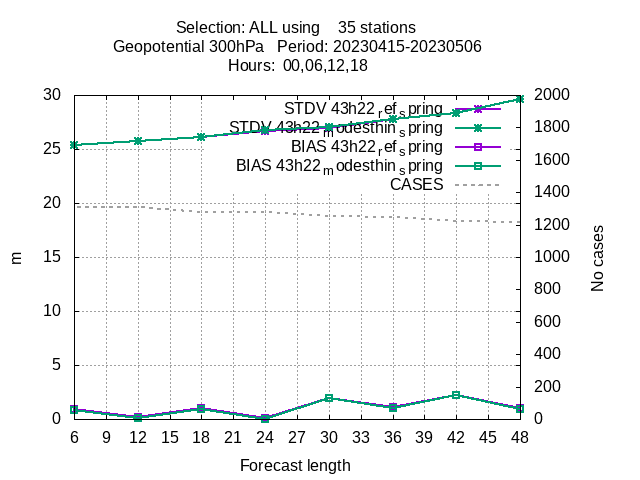 Selection: ALL using    35 stations
Geopotential 300hPa   Period: 20230415-20230506
Hours:  00,06,12,18
30 2000
STDV 43h22_ref_spring
STDV 43h22_modesthin_spring
BIAS 43h22_ref_spring
BIAS 43h22_modesthin_spring
CASES
25 1800
1600
1400
20 1200
m No cases
15 1000
800
10 600
400
5 200
0 0
6 9 12 15 18 21 24 27 30 33 36 39 42 45 48
Forecast length